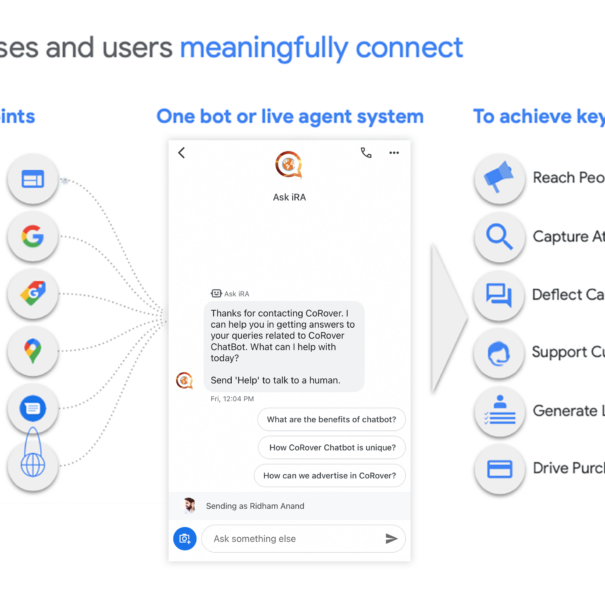 ses and users meaningfully connect
ints
One bot or live agent system
To achieve key
Ask iRA
Ask iRA
Thanks for contacting CoRover. I
can help you in getting answers to
your queries related to CoRover
ChatBot. What can I help with
today?
Send 'Help' to talk to a human.
Fri, 12:04 PM
What are the benefits of chatbot?
How CoRover Chatbot is unique?
How can we advertise in CoRover?
Sending as Ridham Anand
Ask something else
Reach Peo
Capture At
Deflect Ca
Support Cu
Generate L
Drive Purch